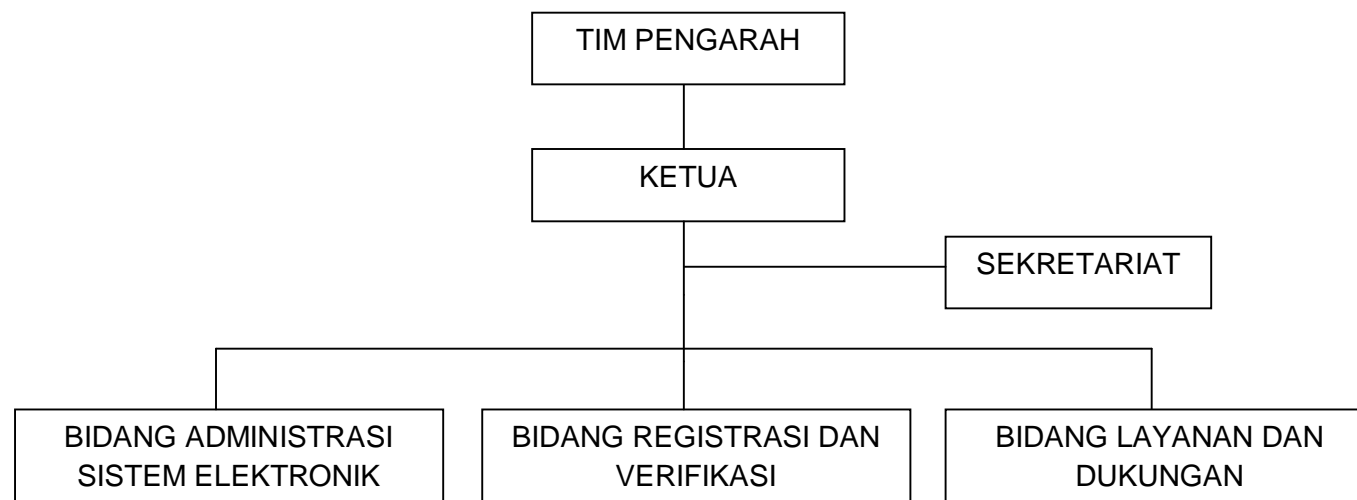 TIM PENGARAH
KETUA
SEKRETARIAT
BIDANG ADMINISTRASI
SISTEM ELEKTRONIK
BIDANG REGISTRASI DAN
VERIFIKASI
BIDANG LAYANAN DAN
DUKUNGAN